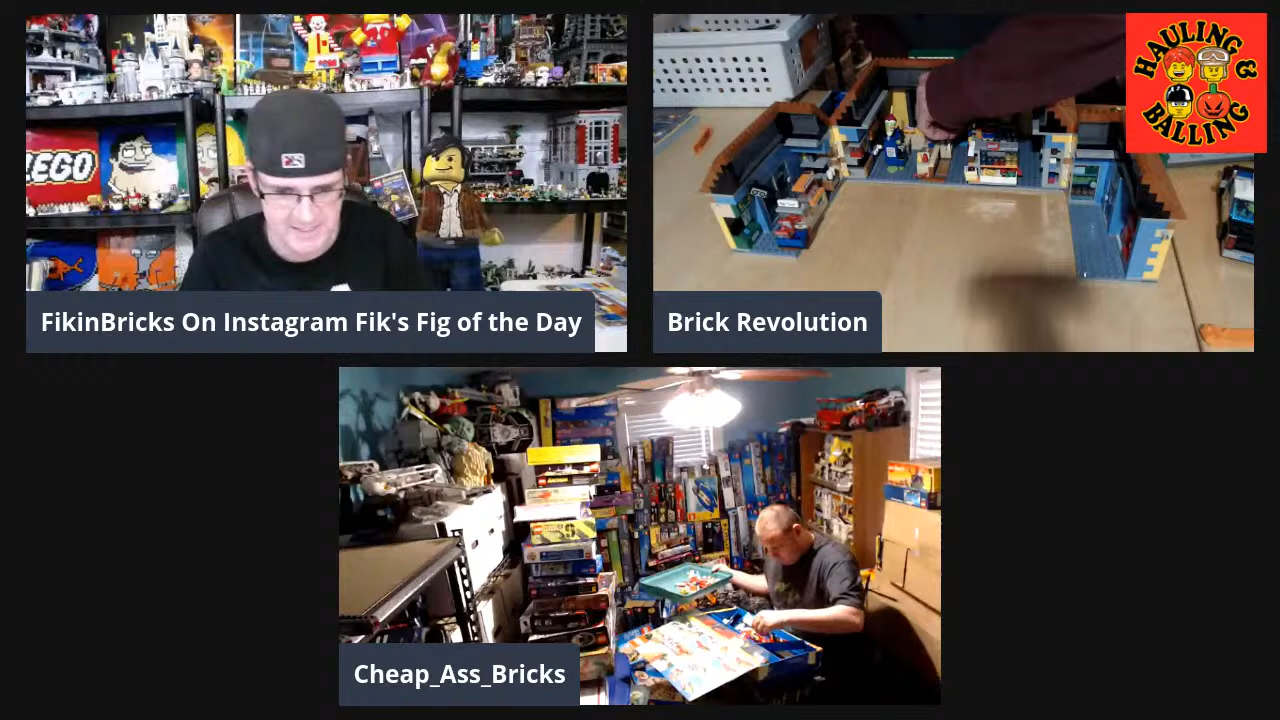 LEGO
HAULING &
BALLING
FikinBricks On Instagram Fik's Fig of the Day
Brick Revolution
Cheap_Ass_Bricks